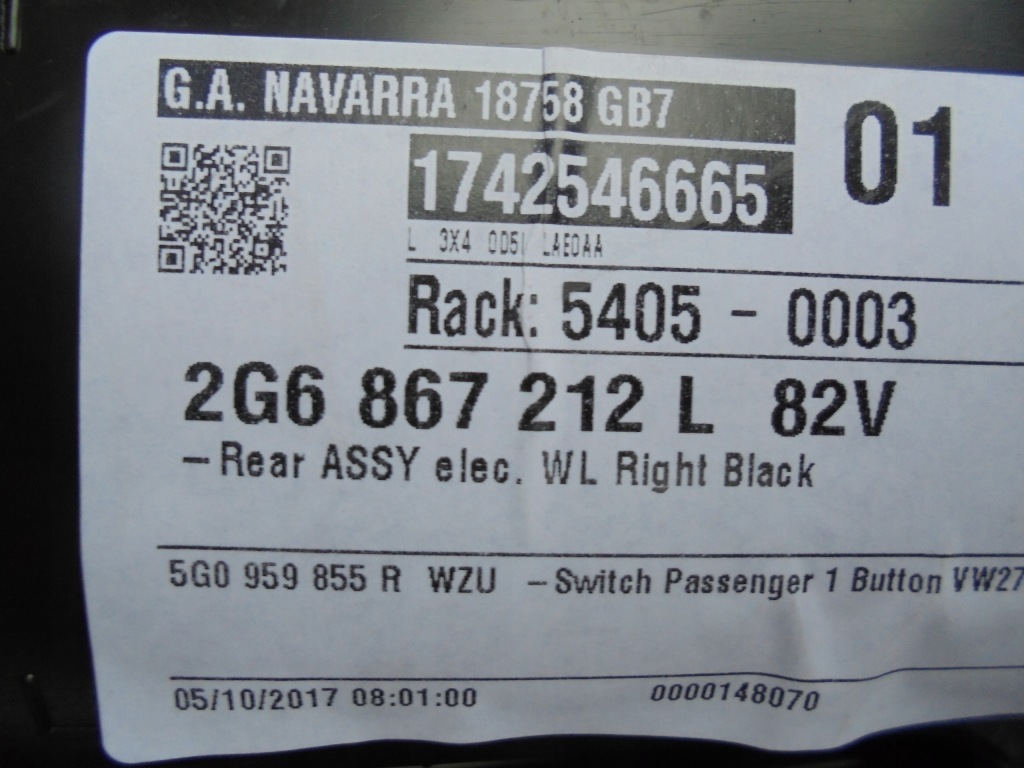 G.A. NAVARRA 18758 GB7
01
1742546665
L 3X4 0D5I LAE0AA
Rack: 5405 - 0003
2G6 867 212 L 82V
-Rear ASSY elec. WL Right Black
5G0 959 855 R WZU -Switch Passenger 1 Button VW27
05/10/2017 08:01:00 0000148070